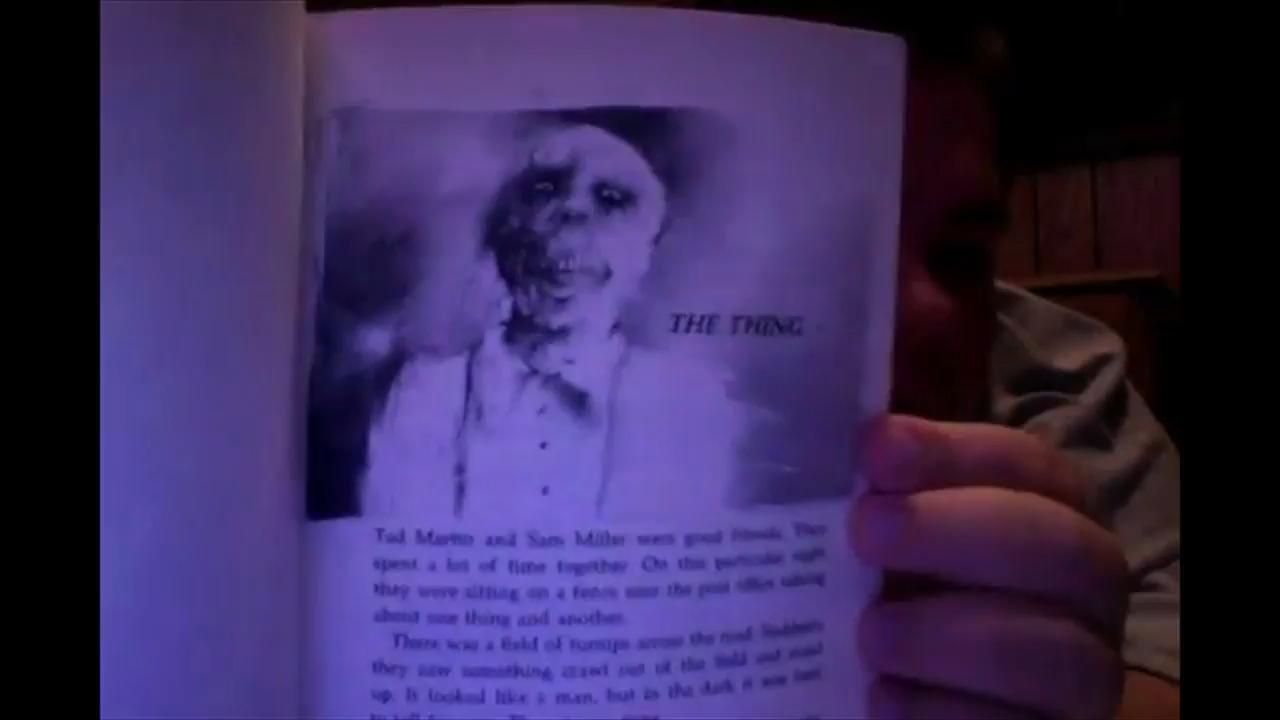 THE THING
Ted Martin and Sam Miller were good friends. They
spent a lot of time together. On this particular night
they were sitting on a fence near the post office talking
about one thing and another.
There was a field of turnips across the road. Suddenly
they saw something crawl out of the field and stand
up. It looked like a man, but in the dark it was hard
to tell